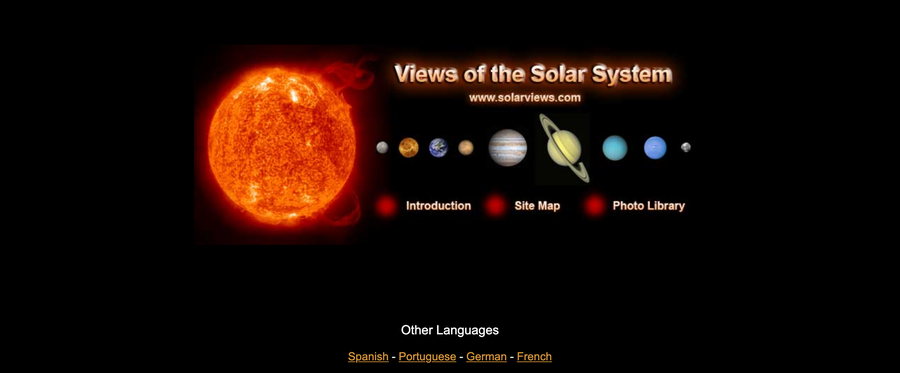 Views of the Solar System
www.solarviews.com
Introduction Site Map Photo Library
Other Languages
Spanish - Portuguese - German - French